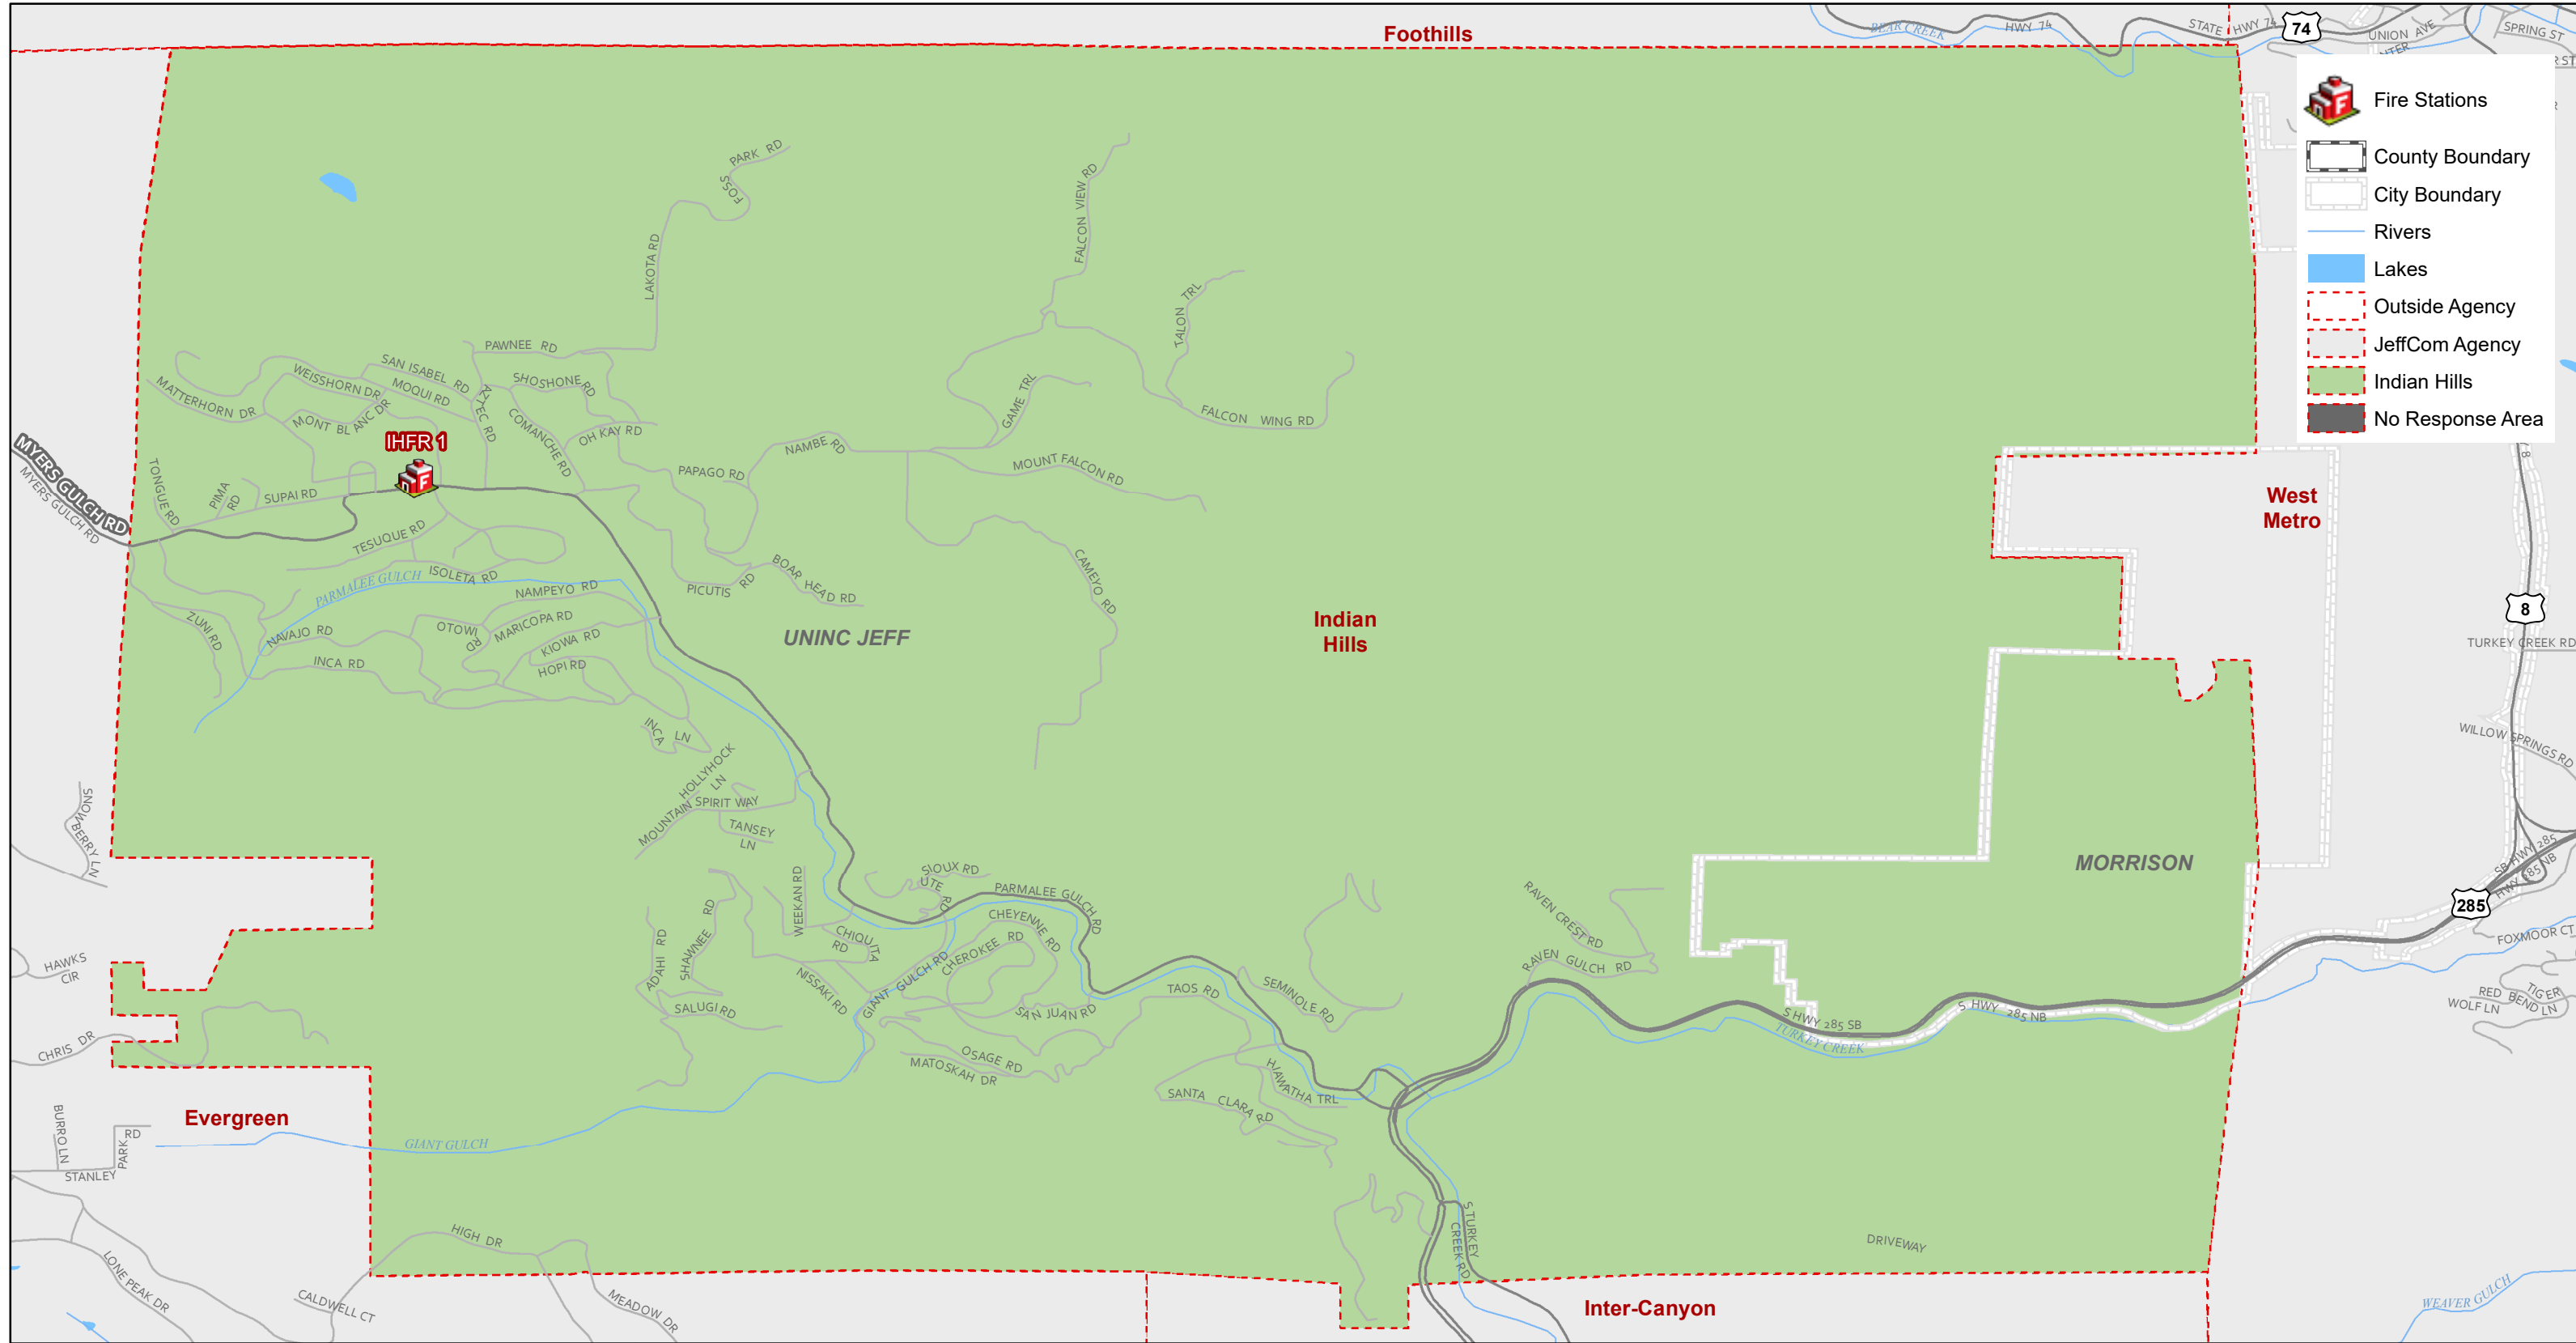 Foothills
BEAR CREEK
HWY 74
STATE HWY 74
74
UNION AVE
SPRING ST
Fire Stations
County Boundary
City Boundary
Rivers
Lakes
Outside Agency
JeffCom Agency
Indian Hills
No Response Area
PARK RD
FOSS
LAKOTA RD
FALCON VIEW RD
TALON TRL
GAME TRL
FALCON WING RD
PAWNEE RD
SAN ISABEL RD
WEISSHORN DR
MOQUI RD
AZTEC RD
SHOSHONE RD
MATTERHORN DR
MONT BLANC DR
COMANCHE RD
OH KAY RD
IHFR 1
NAMBE RD
MOUNT FALCON RD
PAPAGO RD
MYERS GULCH RD
MYERS GULCH RD
TONGUE RD
PIMA RD
SUPAI RD
TESUQUE RD
ISOLETA RD
PARMALEE GULCH
NAMPEYO RD
PICUTIS RD
BOAR HEAD RD
CAMEYO RD
West
Metro
8
TURKEY CREEK RD
ZUNI RD
NAVAJO RD
OTOWI RD
MARICOPA RD
KIOWA RD
HOPI RD
INCA RD
UNINC JEFF
Indian
Hills
INCA LN
HOLLYHOCK LN
MOUNTAIN SPIRIT WAY
TANSEY LN
WILLOW SPRINGS RD
SNOWBERRY LN
MORRISON
SB HWY 285
HWY 285 NB
285
FOXMOOR CT
WEEKAN RD
SIOUX RD
UTE RD
PARMALEE GULCH RD
CHEYENNE RD
CHEROKEE RD
CHIQUITA RD
SHAWNEE RD
ADAHI RD
NISSAKI RD
GIANT GULCH RD
SALUGI RD
SAN JUAN RD
TAOS RD
SEMINOLE RD
RAVEN CREST RD
RAVEN GULCH RD
HAWKS CIR
CHRIS DR
OSAGE RD
MATOSKAH DR
HIAWATHA TRL
SANTA CLARA RD
S HWY 285 SB
S HWY 285 NB
TURKEY CREEK
TIGER BEND LN
RED WOLF LN
Evergreen
BURRO LN
PARK RD
STANLEY
GIANT GULCH
HIGH DR
LONE PEAK DR
CALDWELL CT
MEADOW DR
S TURKEY CREEK RD
DRIVEWAY
Inter-Canyon
WEAVER GULCH